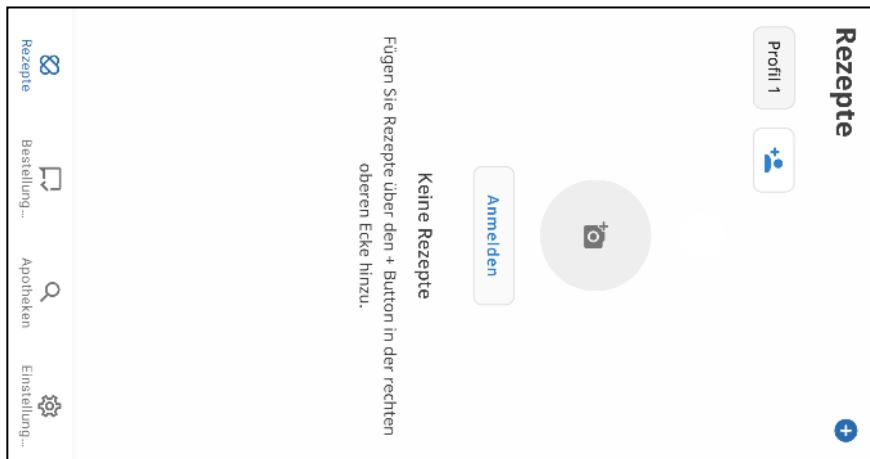 Rezepte
Profil 1
Anmelden
Keine Rezepte
Fügen Sie Rezepte über den + Button in der rechten
oberen Ecke hinzu.
Rezepte
Bestellung...
Apotheken
Einstellung...